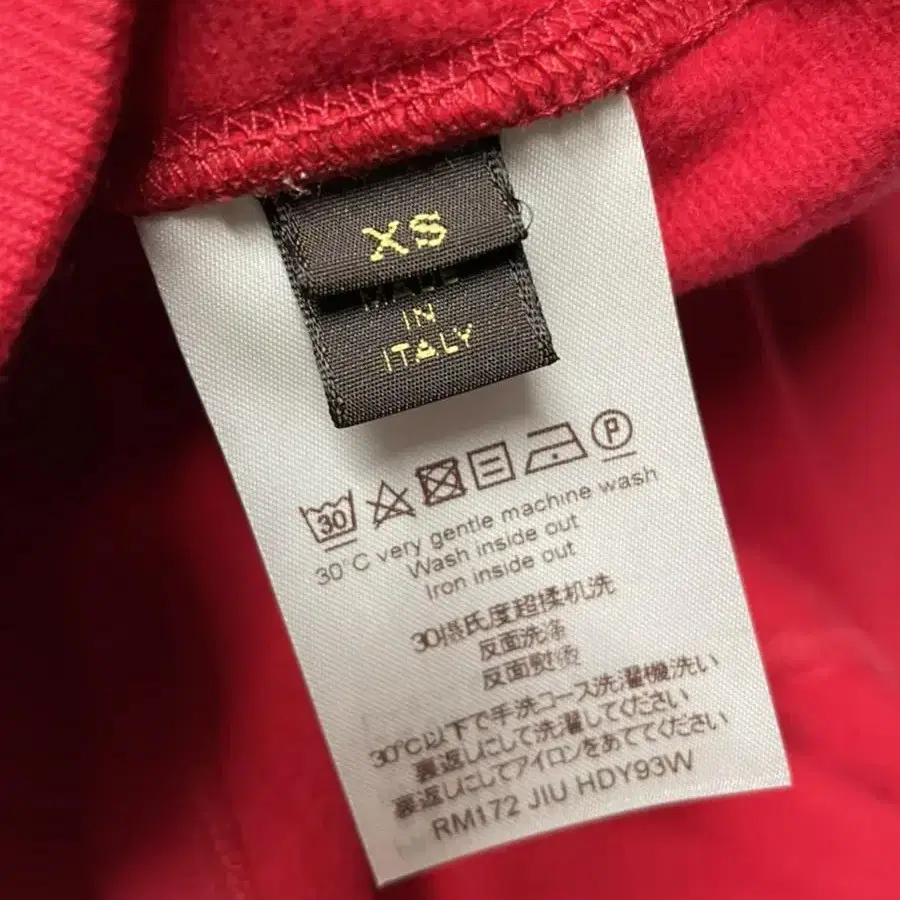 XS
MADE
IN
ITALY
30
P
30°C very gentle machine wash
Wash inside out
Iron inside out
30摄氏度超柔机洗
反面洗涤
反面熨
30℃以下で手洗コース洗濯機洗い
裏返しにして洗濯してください
裏返しにしてアイロンをあててください
RM172 JIU HDY93W